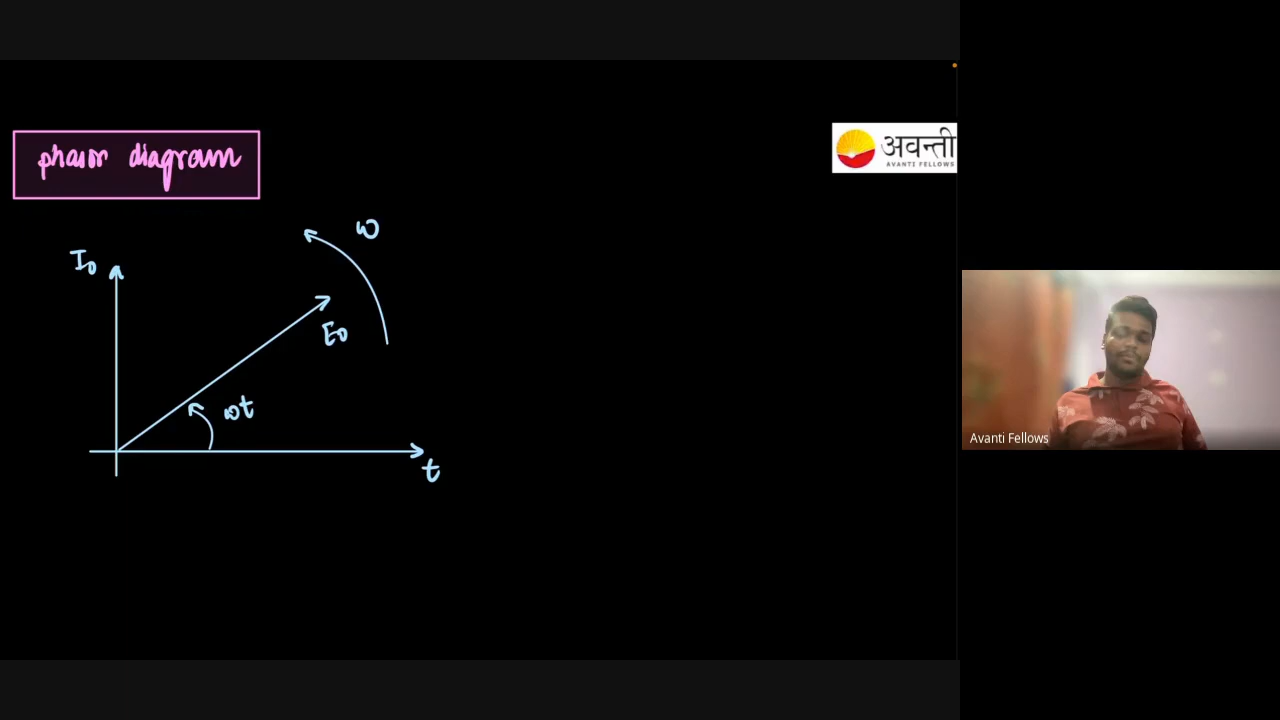 phasor diagram
अवन्ती
AVANTI FELLOWS
ω
I₀
E₀
ωt
t
Avanti Fellows